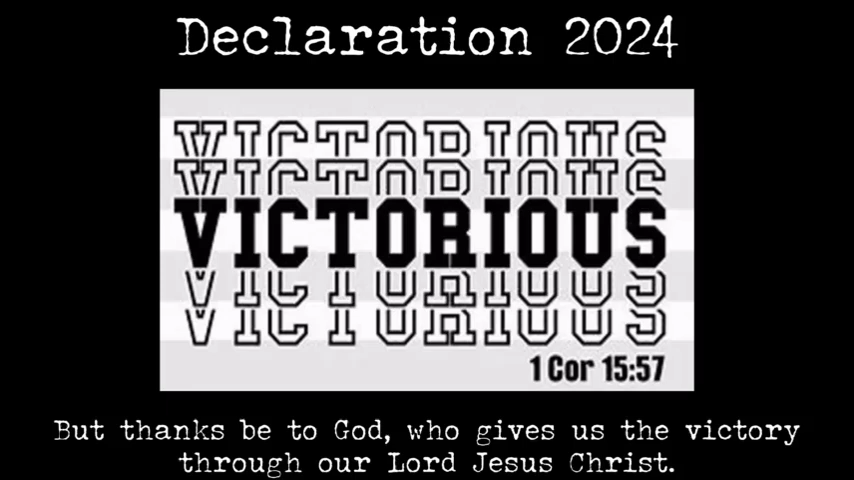 Declaration 2024
VICTORIOUS
VICTORIOUS
VICTORIOUS
VICTORIOUS
VICTORIOUS
1 Cor 15:57
But thanks be to God, who gives us the victory
through our Lord Jesus Christ.